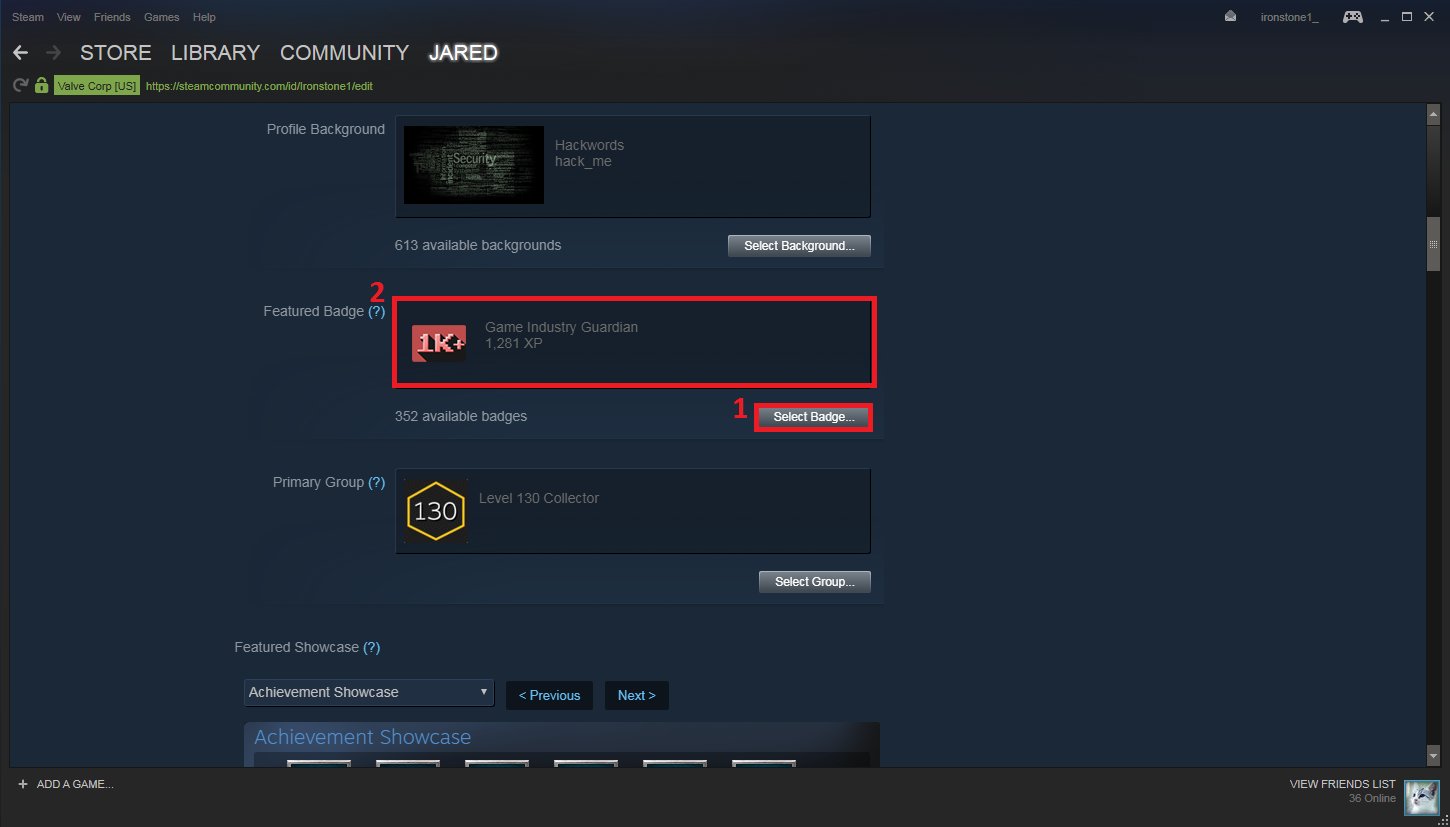 Steam View Friends Games Help ironstone1_
STORE LIBRARY COMMUNITY JARED
Valve Corp [US] https://steamcommunity.com/id/Ironstone1/edit
Profile Background
Security
Hackwords
hack_me
613 available backgrounds
Select Background...
2
Featured Badge (?)
1K+
Game Industry Guardian
1,281 XP
352 available badges
1
Select Badge...
Primary Group (?)
130
Level 130 Collector
Select Group...
Featured Showcase (?)
Achievement Showcase
< Previous
Next >
Achievement Showcase
+ ADD A GAME...
VIEW FRIENDS LIST
36 Online